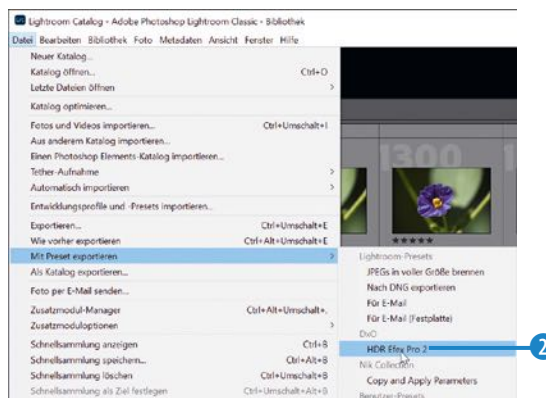 Lightroom Catalog - Adobe Photoshop Lightroom Classic - Bibliothek
Datei Bearbeiten Bibliothek Foto Metadaten Ansicht Fenster Hilfe
Neuer Katalog...
Katalog öffnen... Ctrl+O
Letzte Dateien öffnen >
Katalog optimieren...
Fotos und Videos importieren... Ctrl+Umschalt+I
Aus anderem Katalog importieren...
Einen Photoshop Elements-Katalog importieren...
Tether-Aufnahme >
Automatisch importieren >
Entwicklungsprofile und -Presets importieren...
Exportieren... Ctrl+Umschalt+E
Wie vorher exportieren Ctrl+Alt+Umschalt+E
Mit Preset exportieren >
Als Katalog exportieren...
Foto per E-Mail senden...
Zusatzmodul-Manager Ctrl+Alt+Umschalt+,
Zusatzmoduloptionen >
Schnellsammlung anzeigen Ctrl+B
Schnellsammlung speichern... Ctrl+Alt+B
Schnellsammlung löschen Ctrl+Umschalt+B
Schnellsammlung als Ziel festlegen Ctrl+Umschalt+Alt+B
1300
★★★★★
Lightroom-Presets
JPEGs in voller Größe brennen
Nach DNG exportieren
Für E-Mail
Für E-Mail (Festplatte)
DxO
HDR Efex Pro 2
Nik Collection
Copy and Apply Parameters
Benutzer-Presets
2